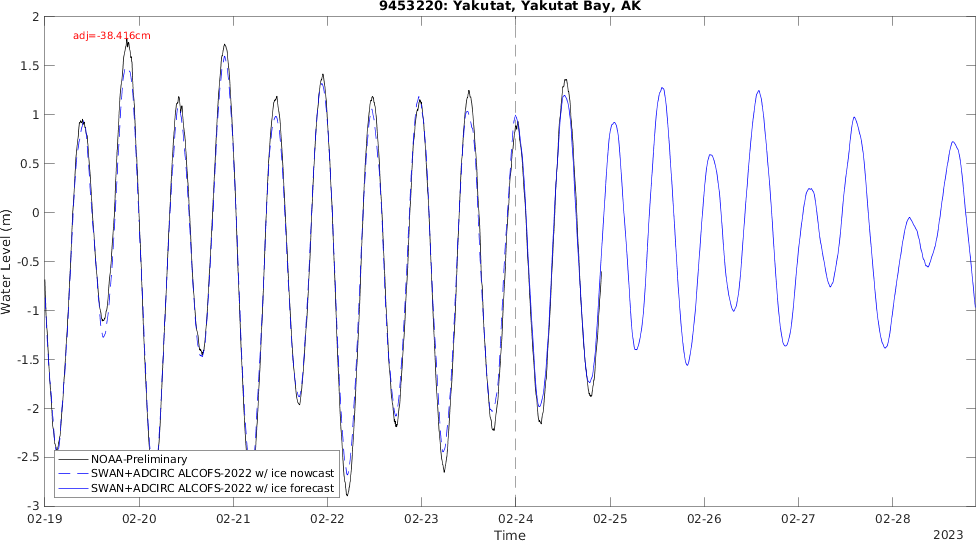 9453220: Yakutat, Yakutat Bay, AK
adj=-38.416cm
2
1.5
1
0.5
0
-0.5
-1
-1.5
-2
-2.5
-3
Water Level (m)
NOAA-Preliminary
SWAN+ADCIRC ALCOFS-2022 w/ ice nowcast
SWAN+ADCIRC ALCOFS-2022 w/ ice forecast
02-19 02-20 02-21 02-22 02-23 02-24 02-25 02-26 02-27 02-28
Time
2023